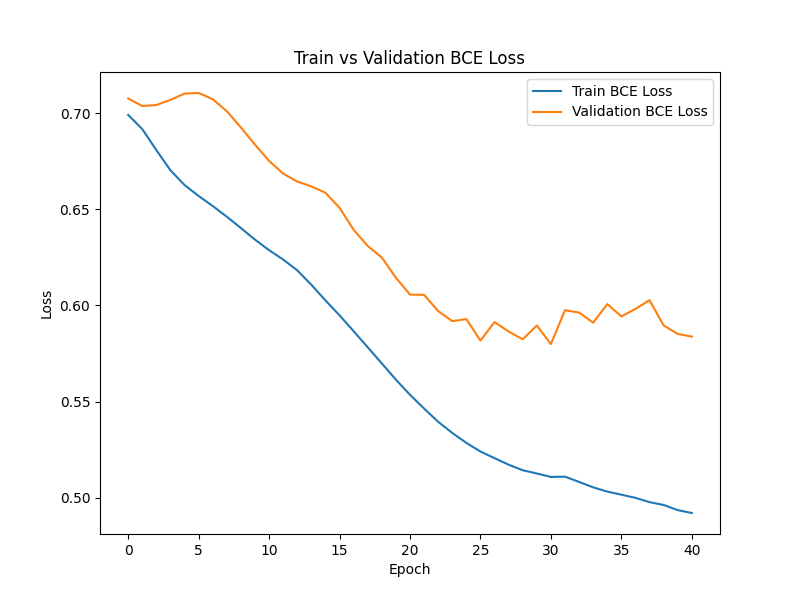 Train vs Validation BCE Loss
Train BCE Loss
Validation BCE Loss
Loss
0.70
0.65
0.60
0.55
0.50
0 5 10 15 20 25 30 35 40
Epoch